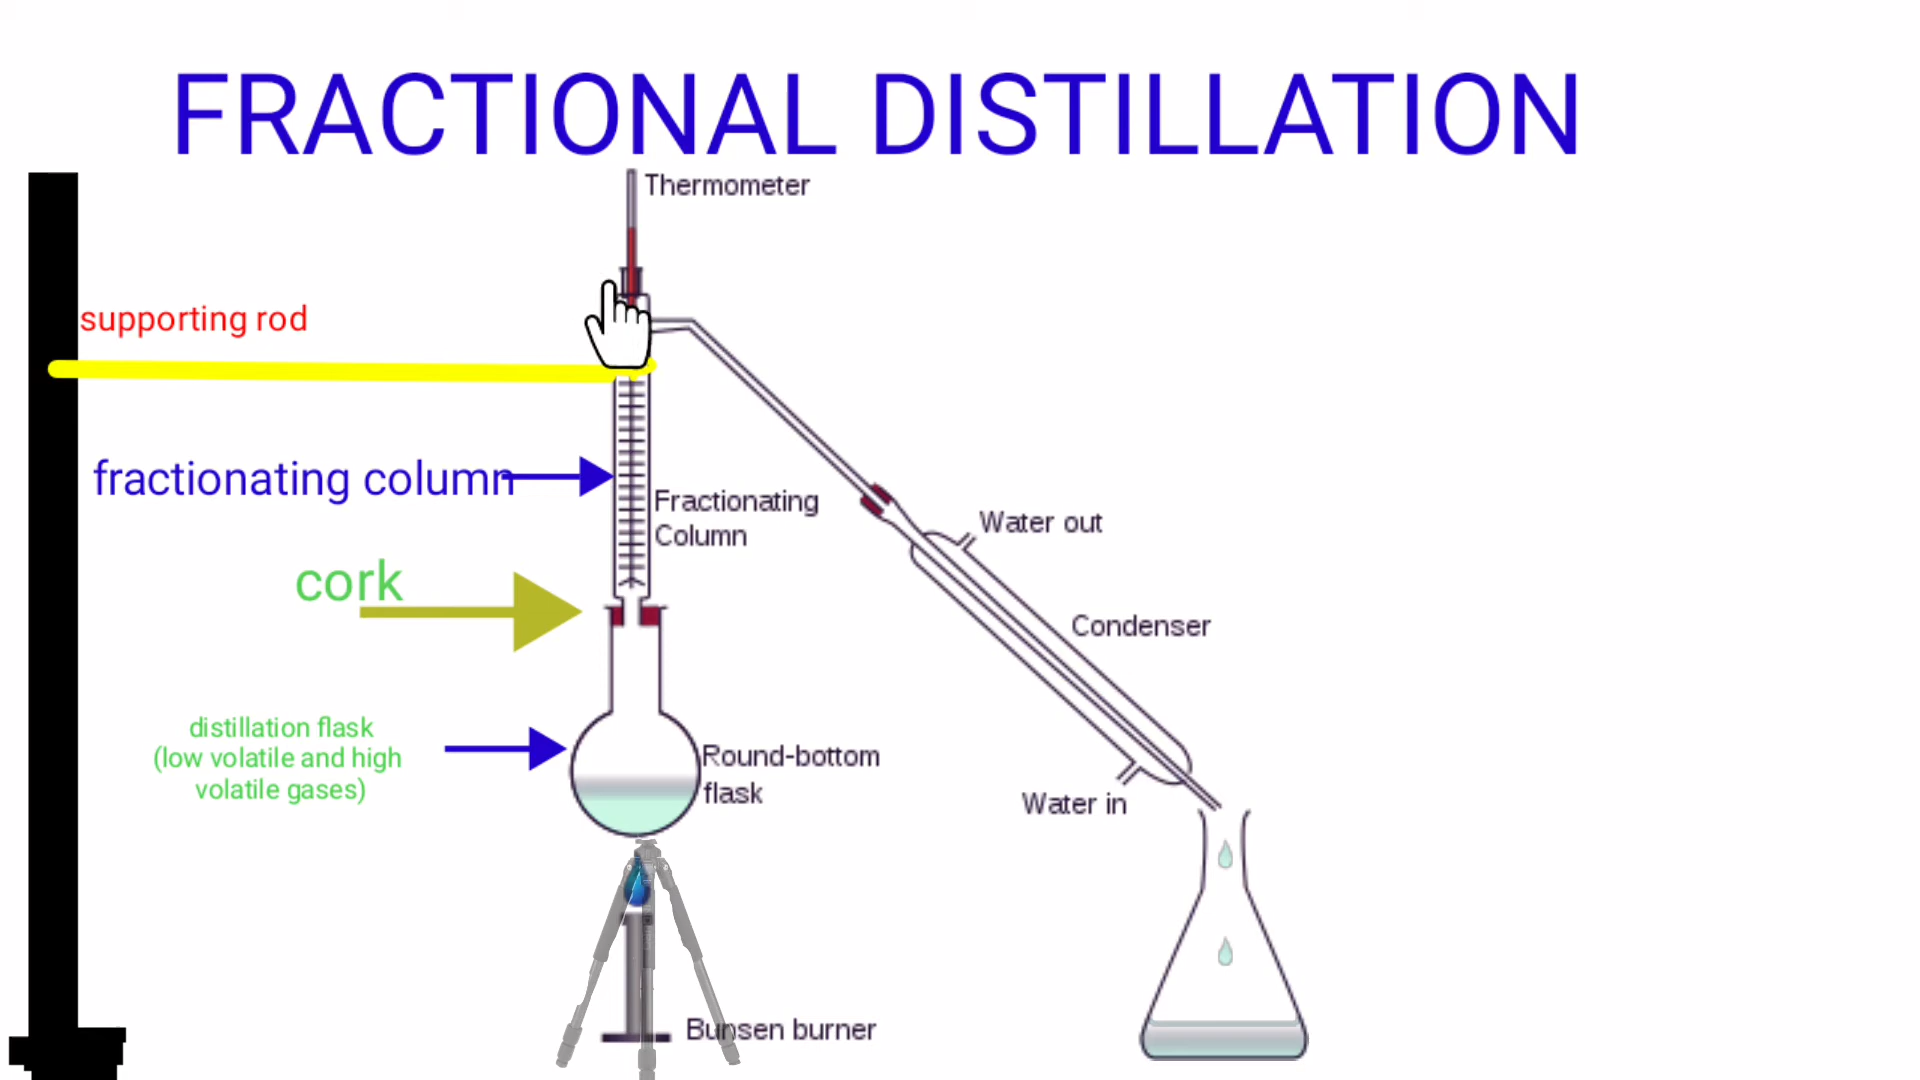 FRACTIONAL DISTILLATION
Thermometer
supporting rod
fractionating column
Fractionating
Column
Water out
cork
Condenser
distillation flask
(low volatile and high
volatile gases)
Round-bottom
flask
Water in
Bunsen burner